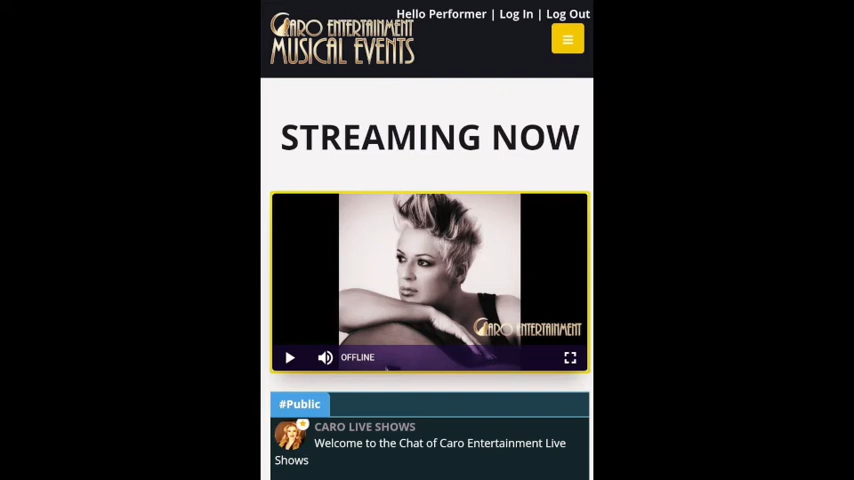 Hello Performer | Log In | Log Out
CARO ENTERTAINMENT
MUSICAL EVENTS
STREAMING NOW
CARO ENTERTAINMENT
OFFLINE
#Public
CARO LIVE SHOWS
Welcome to the Chat of Caro Entertainment Live
Shows